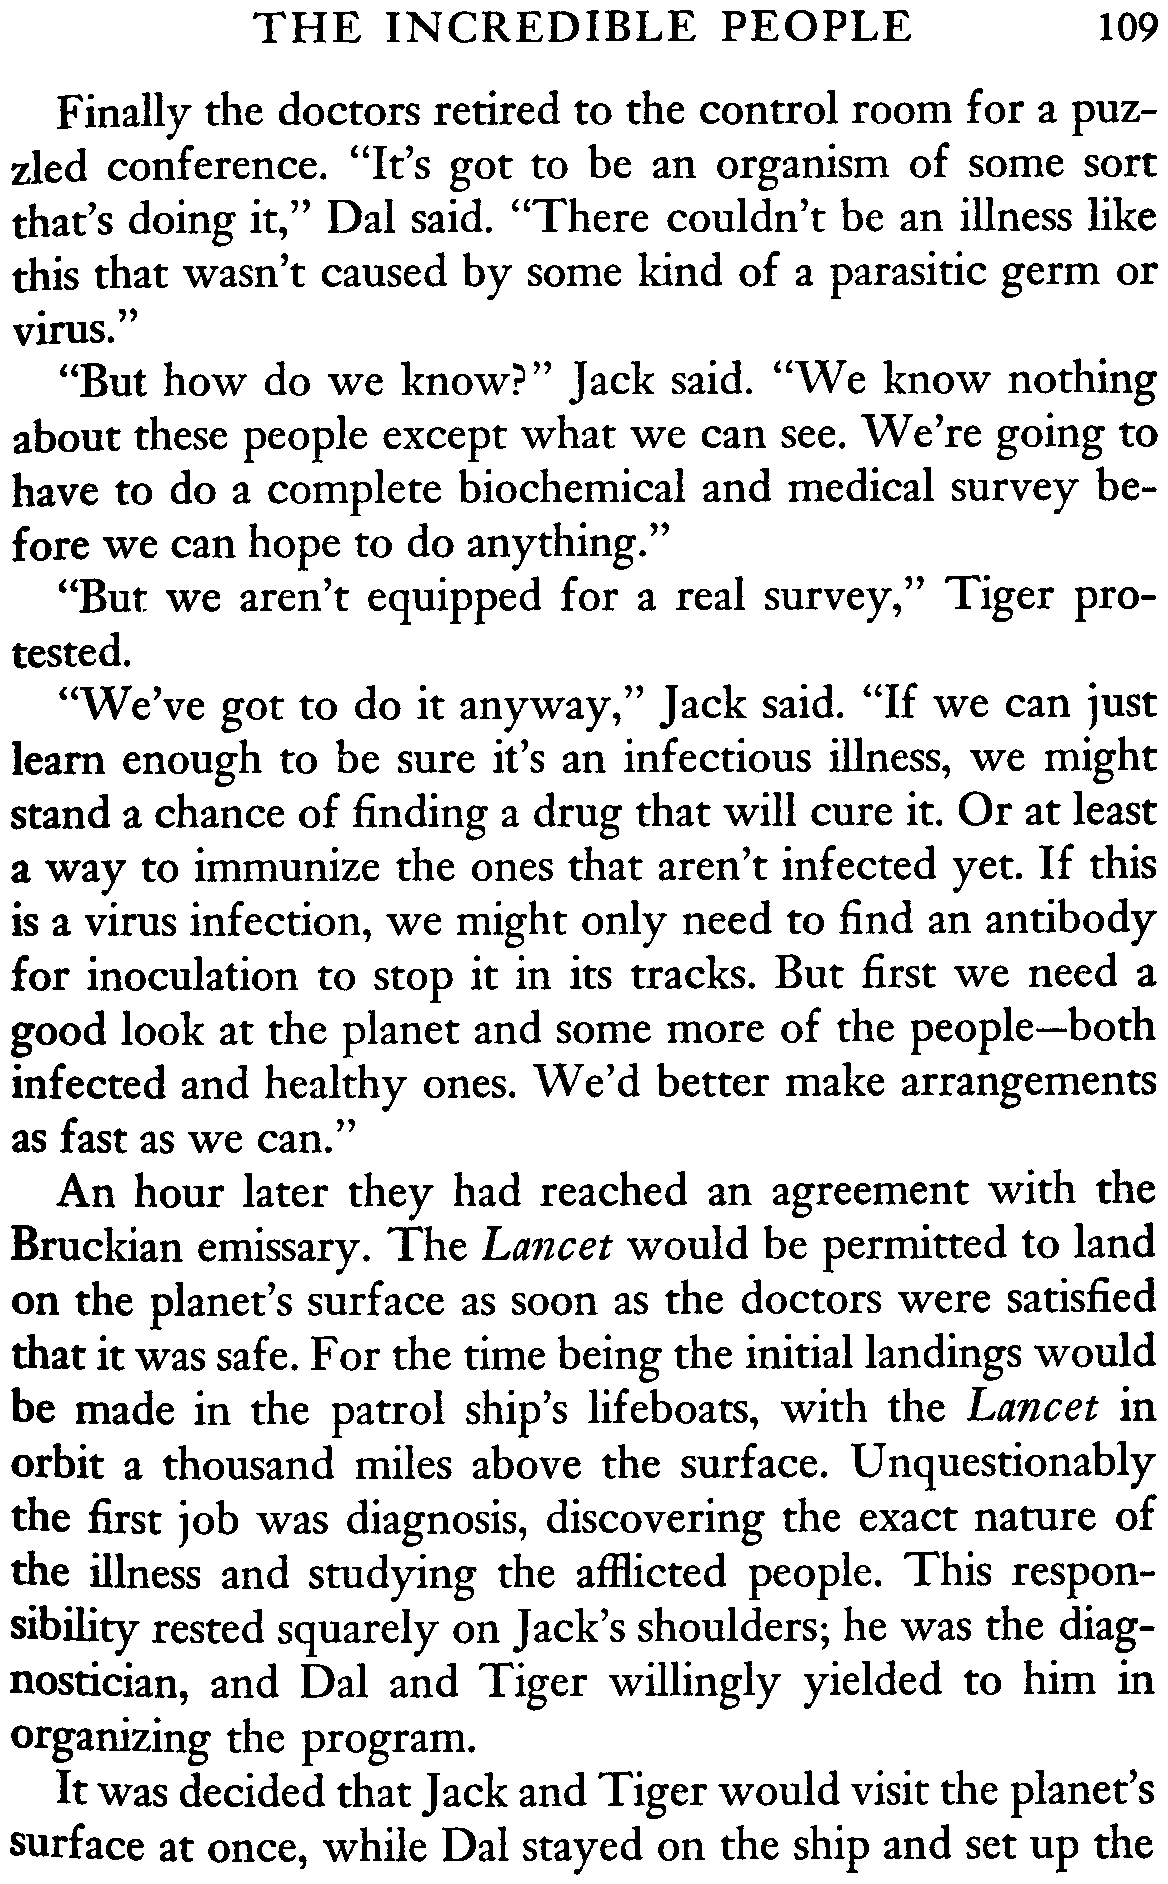 THE INCREDIBLE PEOPLE 109
Finally the doctors retired to the control room for a puz-
zled conference. “It’s got to be an organism of some sort
that’s doing it,” Dal said. “There couldn’t be an illness like
this that wasn’t caused by some kind of a parasitic germ or
virus.”
“But how do we know?” Jack said. “We know nothing
about these people except what we can see. We’re going to
have to do a complete biochemical and medical survey be-
fore we can hope to do anything.”
“But we aren’t equipped for a real survey,” Tiger pro-
tested.
“We’ve got to do it anyway,” Jack said. “If we can just
learn enough to be sure it’s an infectious illness, we might
stand a chance of finding a drug that will cure it. Or at least
a way to immunize the ones that aren’t infected yet. If this
is a virus infection, we might only need to find an antibody
for inoculation to stop it in its tracks. But first we need a
good look at the planet and some more of the people—both
infected and healthy ones. We’d better make arrangements
as fast as we can.”
An hour later they had reached an agreement with the
Bruckian emissary. The Lancet would be permitted to land
on the planet’s surface as soon as the doctors were satisfied
that it was safe. For the time being the initial landings would
be made in the patrol ship’s lifeboats, with the Lancet in
orbit a thousand miles above the surface. Unquestionably
the first job was diagnosis, discovering the exact nature of
the illness and studying the afflicted people. This respon-
sibility rested squarely on Jack’s shoulders; he was the diag-
nostician, and Dal and Tiger willingly yielded to him in
organizing the program.
It was decided that Jack and Tiger would visit the planet’s
surface at once, while Dal stayed on the ship and set up the